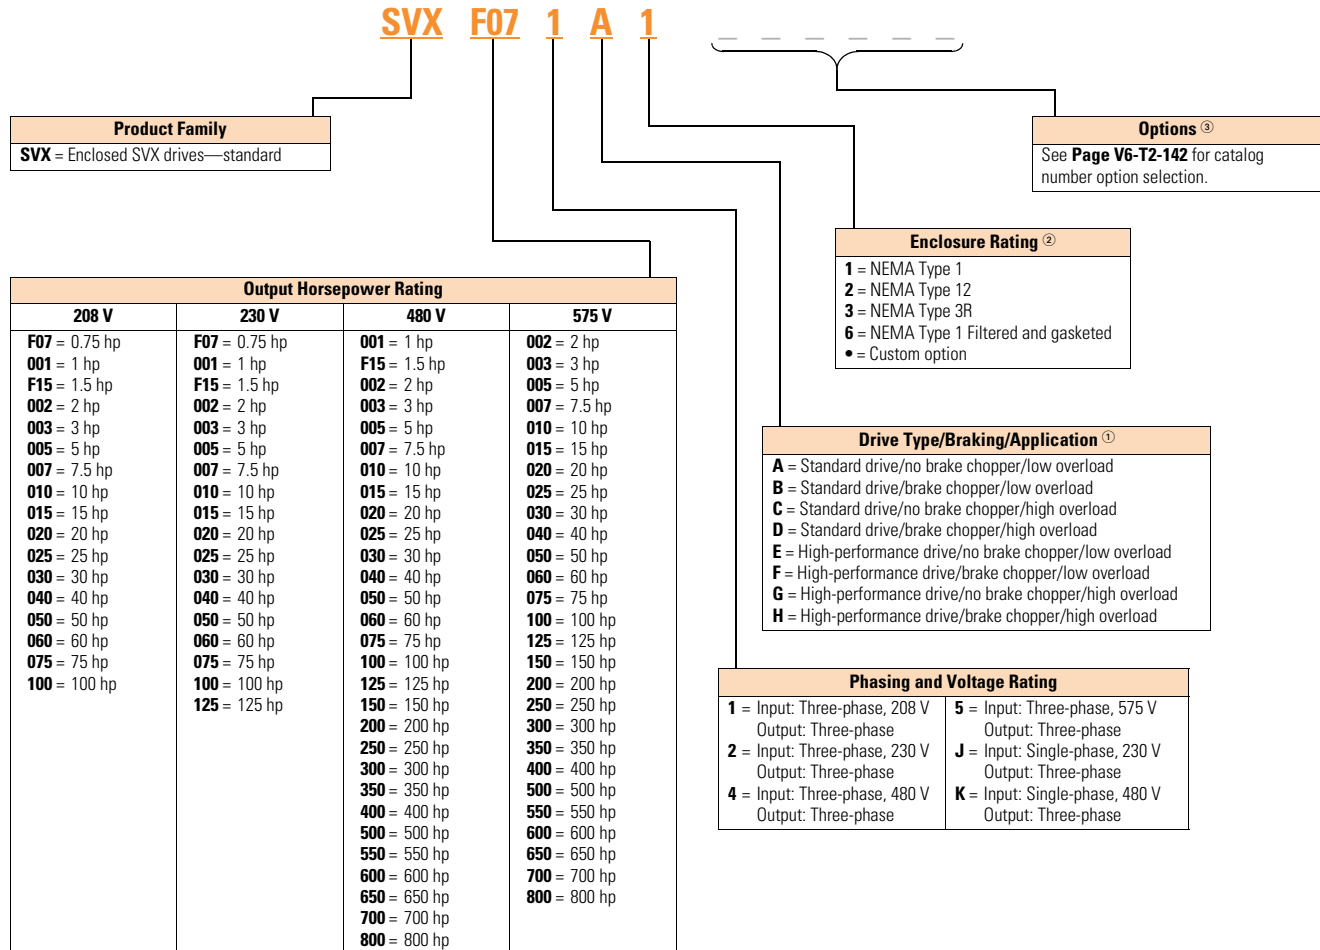 SVX F07 1 A 1
Product Family
SVX = Enclosed SVX drives—standard
Options ③
See Page V6-T2-142 for catalog
number option selection.
Enclosure Rating ②
1 = NEMA Type 1
2 = NEMA Type 12
3 = NEMA Type 3R
6 = NEMA Type 1 Filtered and gasketed
• = Custom option
Output Horsepower Rating
208 V
F07 = 0.75 hp
001 = 1 hp
F15 = 1.5 hp
002 = 2 hp
003 = 3 hp
005 = 5 hp
007 = 7.5 hp
010 = 10 hp
015 = 15 hp
020 = 20 hp
025 = 25 hp
030 = 30 hp
040 = 40 hp
050 = 50 hp
060 = 60 hp
075 = 75 hp
100 = 100 hp
230 V
F07 = 0.75 hp
001 = 1 hp
F15 = 1.5 hp
002 = 2 hp
003 = 3 hp
005 = 5 hp
007 = 7.5 hp
010 = 10 hp
015 = 15 hp
020 = 20 hp
025 = 25 hp
030 = 30 hp
040 = 40 hp
050 = 50 hp
060 = 60 hp
075 = 75 hp
100 = 100 hp
125 = 125 hp
480 V
001 = 1 hp
F15 = 1.5 hp
002 = 2 hp
003 = 3 hp
005 = 5 hp
007 = 7.5 hp
010 = 10 hp
015 = 15 hp
020 = 20 hp
025 = 25 hp
030 = 30 hp
040 = 40 hp
050 = 50 hp
060 = 60 hp
075 = 75 hp
100 = 100 hp
125 = 125 hp
150 = 150 hp
200 = 200 hp
250 = 250 hp
300 = 300 hp
350 = 350 hp
400 = 400 hp
500 = 500 hp
550 = 550 hp
600 = 600 hp
650 = 650 hp
700 = 700 hp
800 = 800 hp
575 V
002 = 2 hp
003 = 3 hp
005 = 5 hp
007 = 7.5 hp
010 = 10 hp
015 = 15 hp
020 = 20 hp
025 = 25 hp
030 = 30 hp
040 = 40 hp
050 = 50 hp
060 = 60 hp
075 = 75 hp
100 = 100 hp
125 = 125 hp
150 = 150 hp
200 = 200 hp
250 = 250 hp
300 = 300 hp
350 = 350 hp
400 = 400 hp
500 = 500 hp
550 = 550 hp
600 = 600 hp
650 = 650 hp
700 = 700 hp
800 = 800 hp
Drive Type/Braking/Application ①
A = Standard drive/no brake chopper/low overload
B = Standard drive/brake chopper/low overload
C = Standard drive/no brake chopper/high overload
D = Standard drive/brake chopper/high overload
E = High-performance drive/no brake chopper/low overload
F = High-performance drive/brake chopper/low overload
G = High-performance drive/no brake chopper/high overload
H = High-performance drive/brake chopper/high overload
Phasing and Voltage Rating
1 = Input: Three-phase, 208 V
Output: Three-phase
2 = Input: Three-phase, 230 V
Output: Three-phase
4 = Input: Three-phase, 480 V
Output: Three-phase
5 = Input: Three-phase, 575 V
Output: Three-phase
J = Input: Single-phase, 230 V
Output: Three-phase
K = Input: Single-phase, 480 V
Output: Three-phase